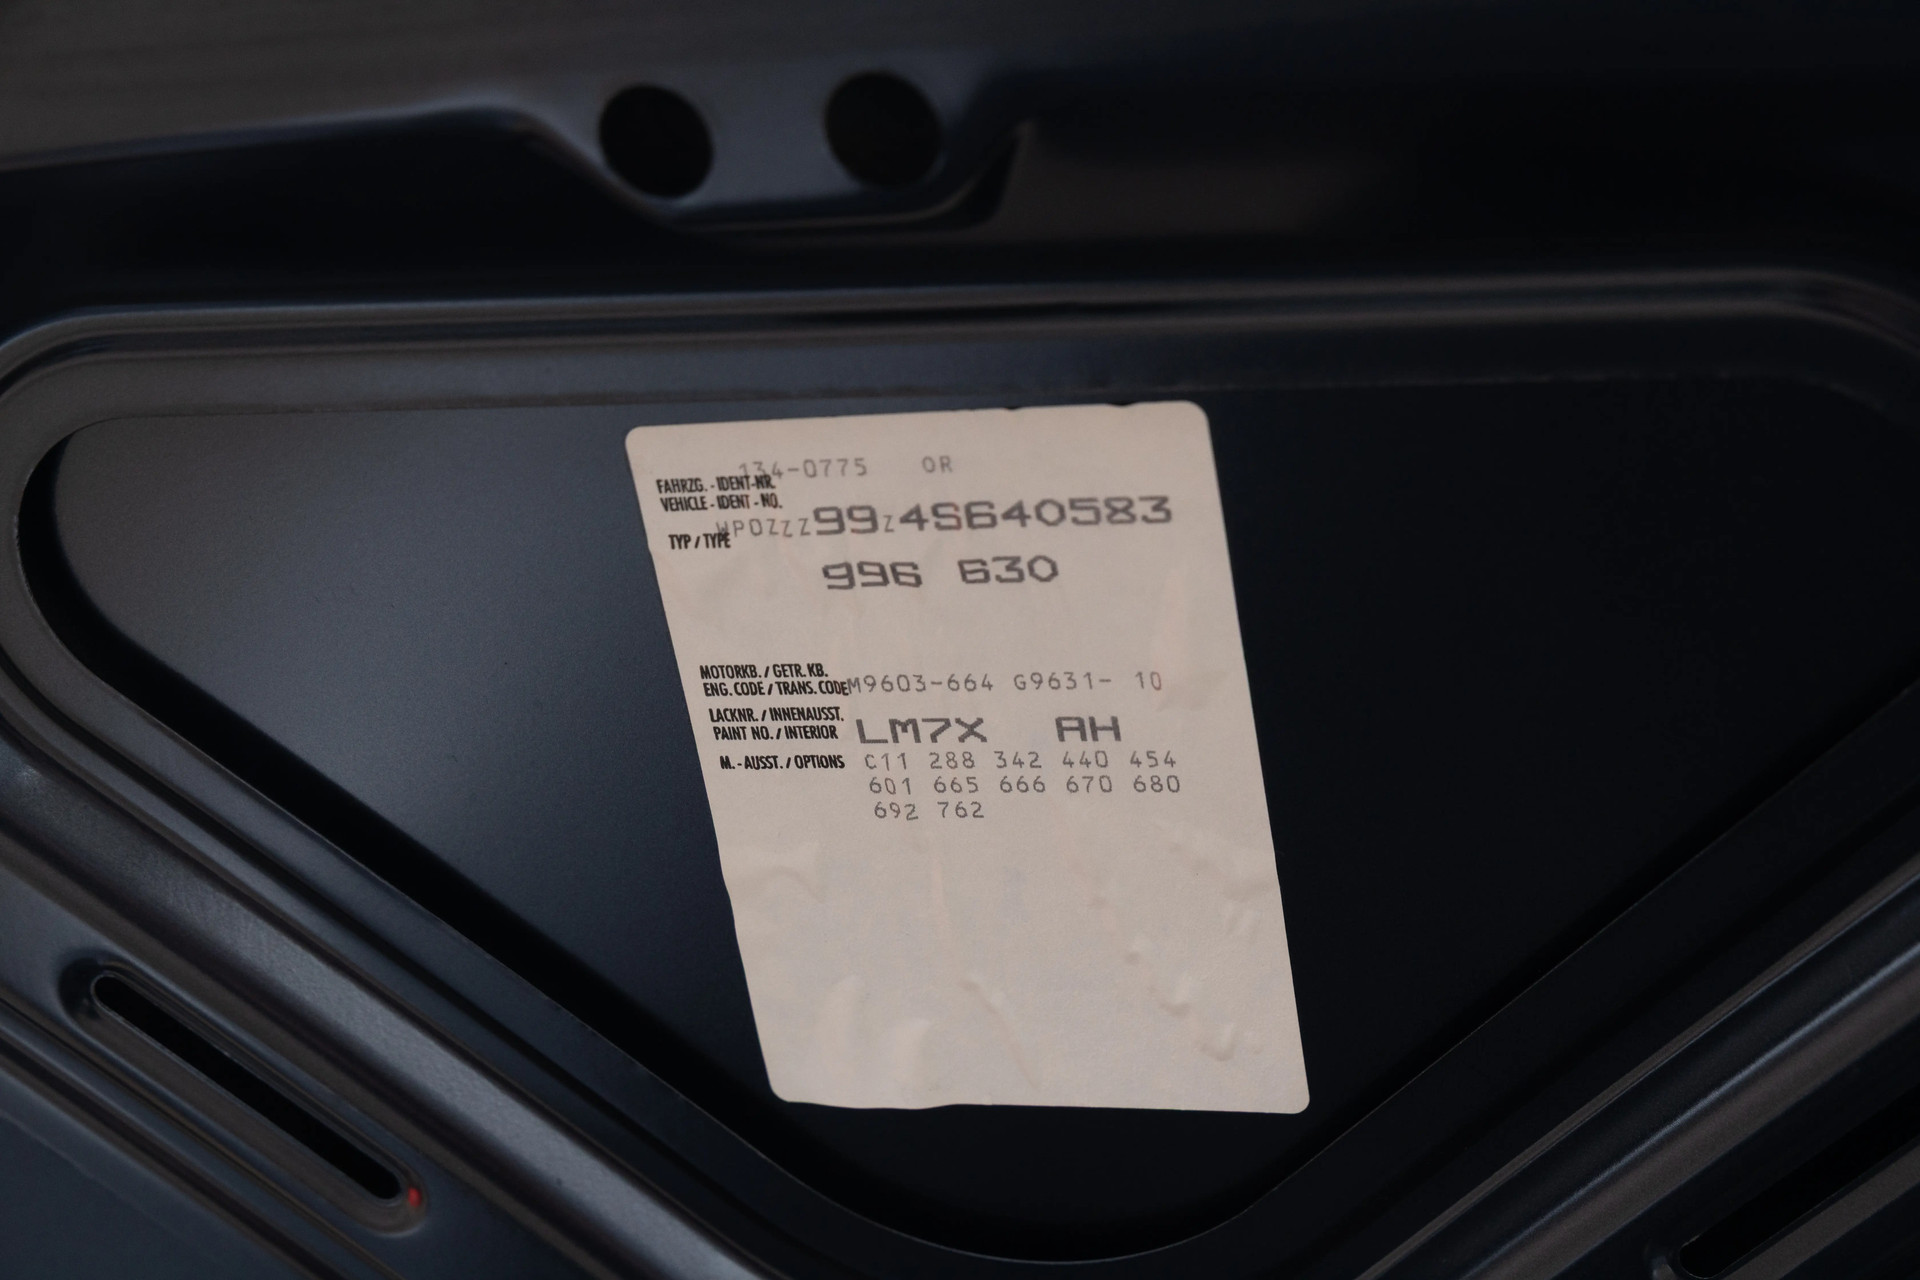 134-0775 OR
FAHRZG.-IDENT-NR.
VEHICLE-IDENT-NO.
WP0ZZZ99Z4S640583
TYP/TYPE
996 630
MOTORKB./GETR.KB.
ENG.CODE/TRANS.CODE M9603-664 G9631- 10
LACKNR./INNENAUSST.
PAINT NO./INTERIOR LM7X AH
M.-AUSST./OPTIONS C11 288 342 440 454
601 665 666 670 680
692 762